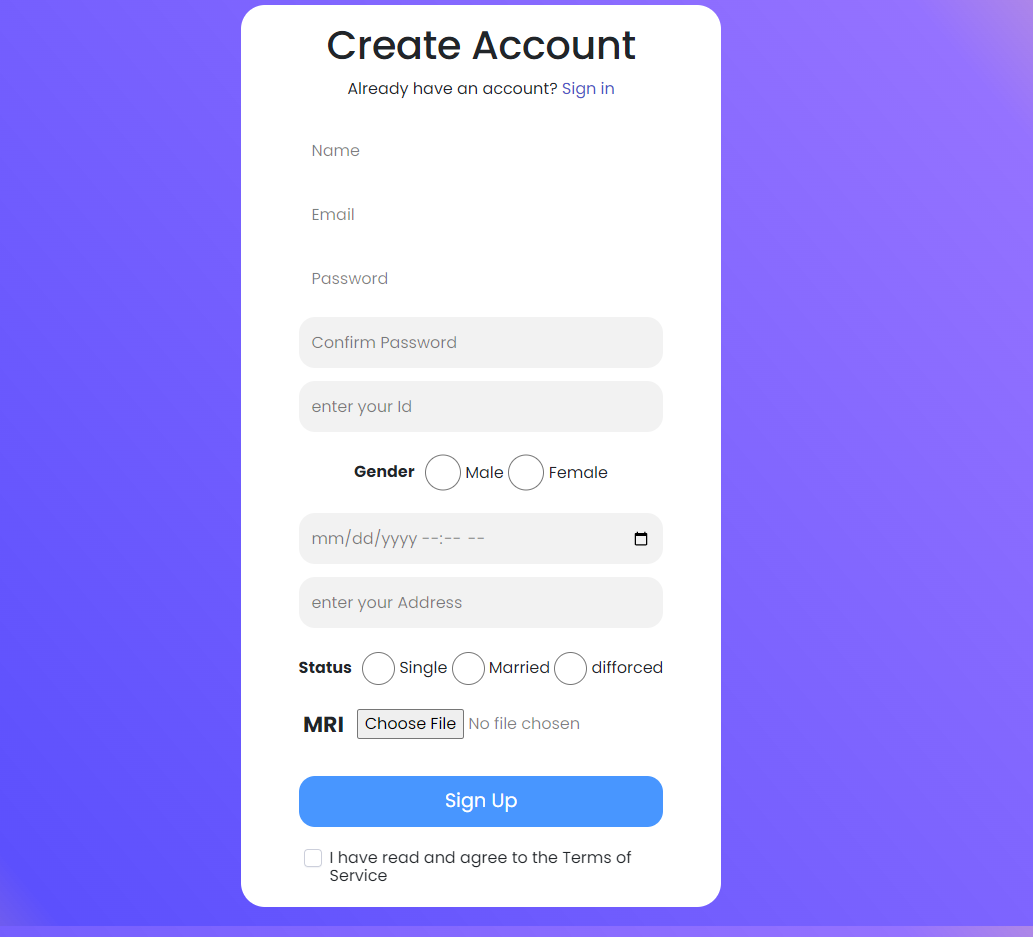 Create Account
Already have an account? Sign in
Name
Email
Password
Confirm Password
enter your Id
Gender Male Female
mm/dd/yyyy --:-- --
enter your Address
Status Single Married difforced
MRI Choose File No file chosen
Sign Up
I have read and agree to the Terms of
Service